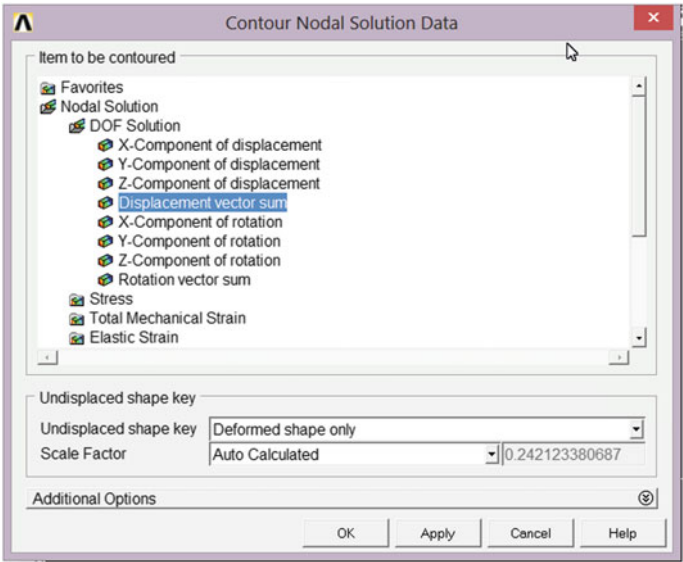 Contour Nodal Solution Data
Item to be contoured
Favorites
Nodal Solution
DOF Solution
X-Component of displacement
Y-Component of displacement
Z-Component of displacement
Displacement vector sum
X-Component of rotation
Y-Component of rotation
Z-Component of rotation
Rotation vector sum
Stress
Total Mechanical Strain
Elastic Strain
Undisplaced shape key
Undisplaced shape key Deformed shape only
Scale Factor Auto Calculated 0.242123380687
Additional Options
OK Apply Cancel Help